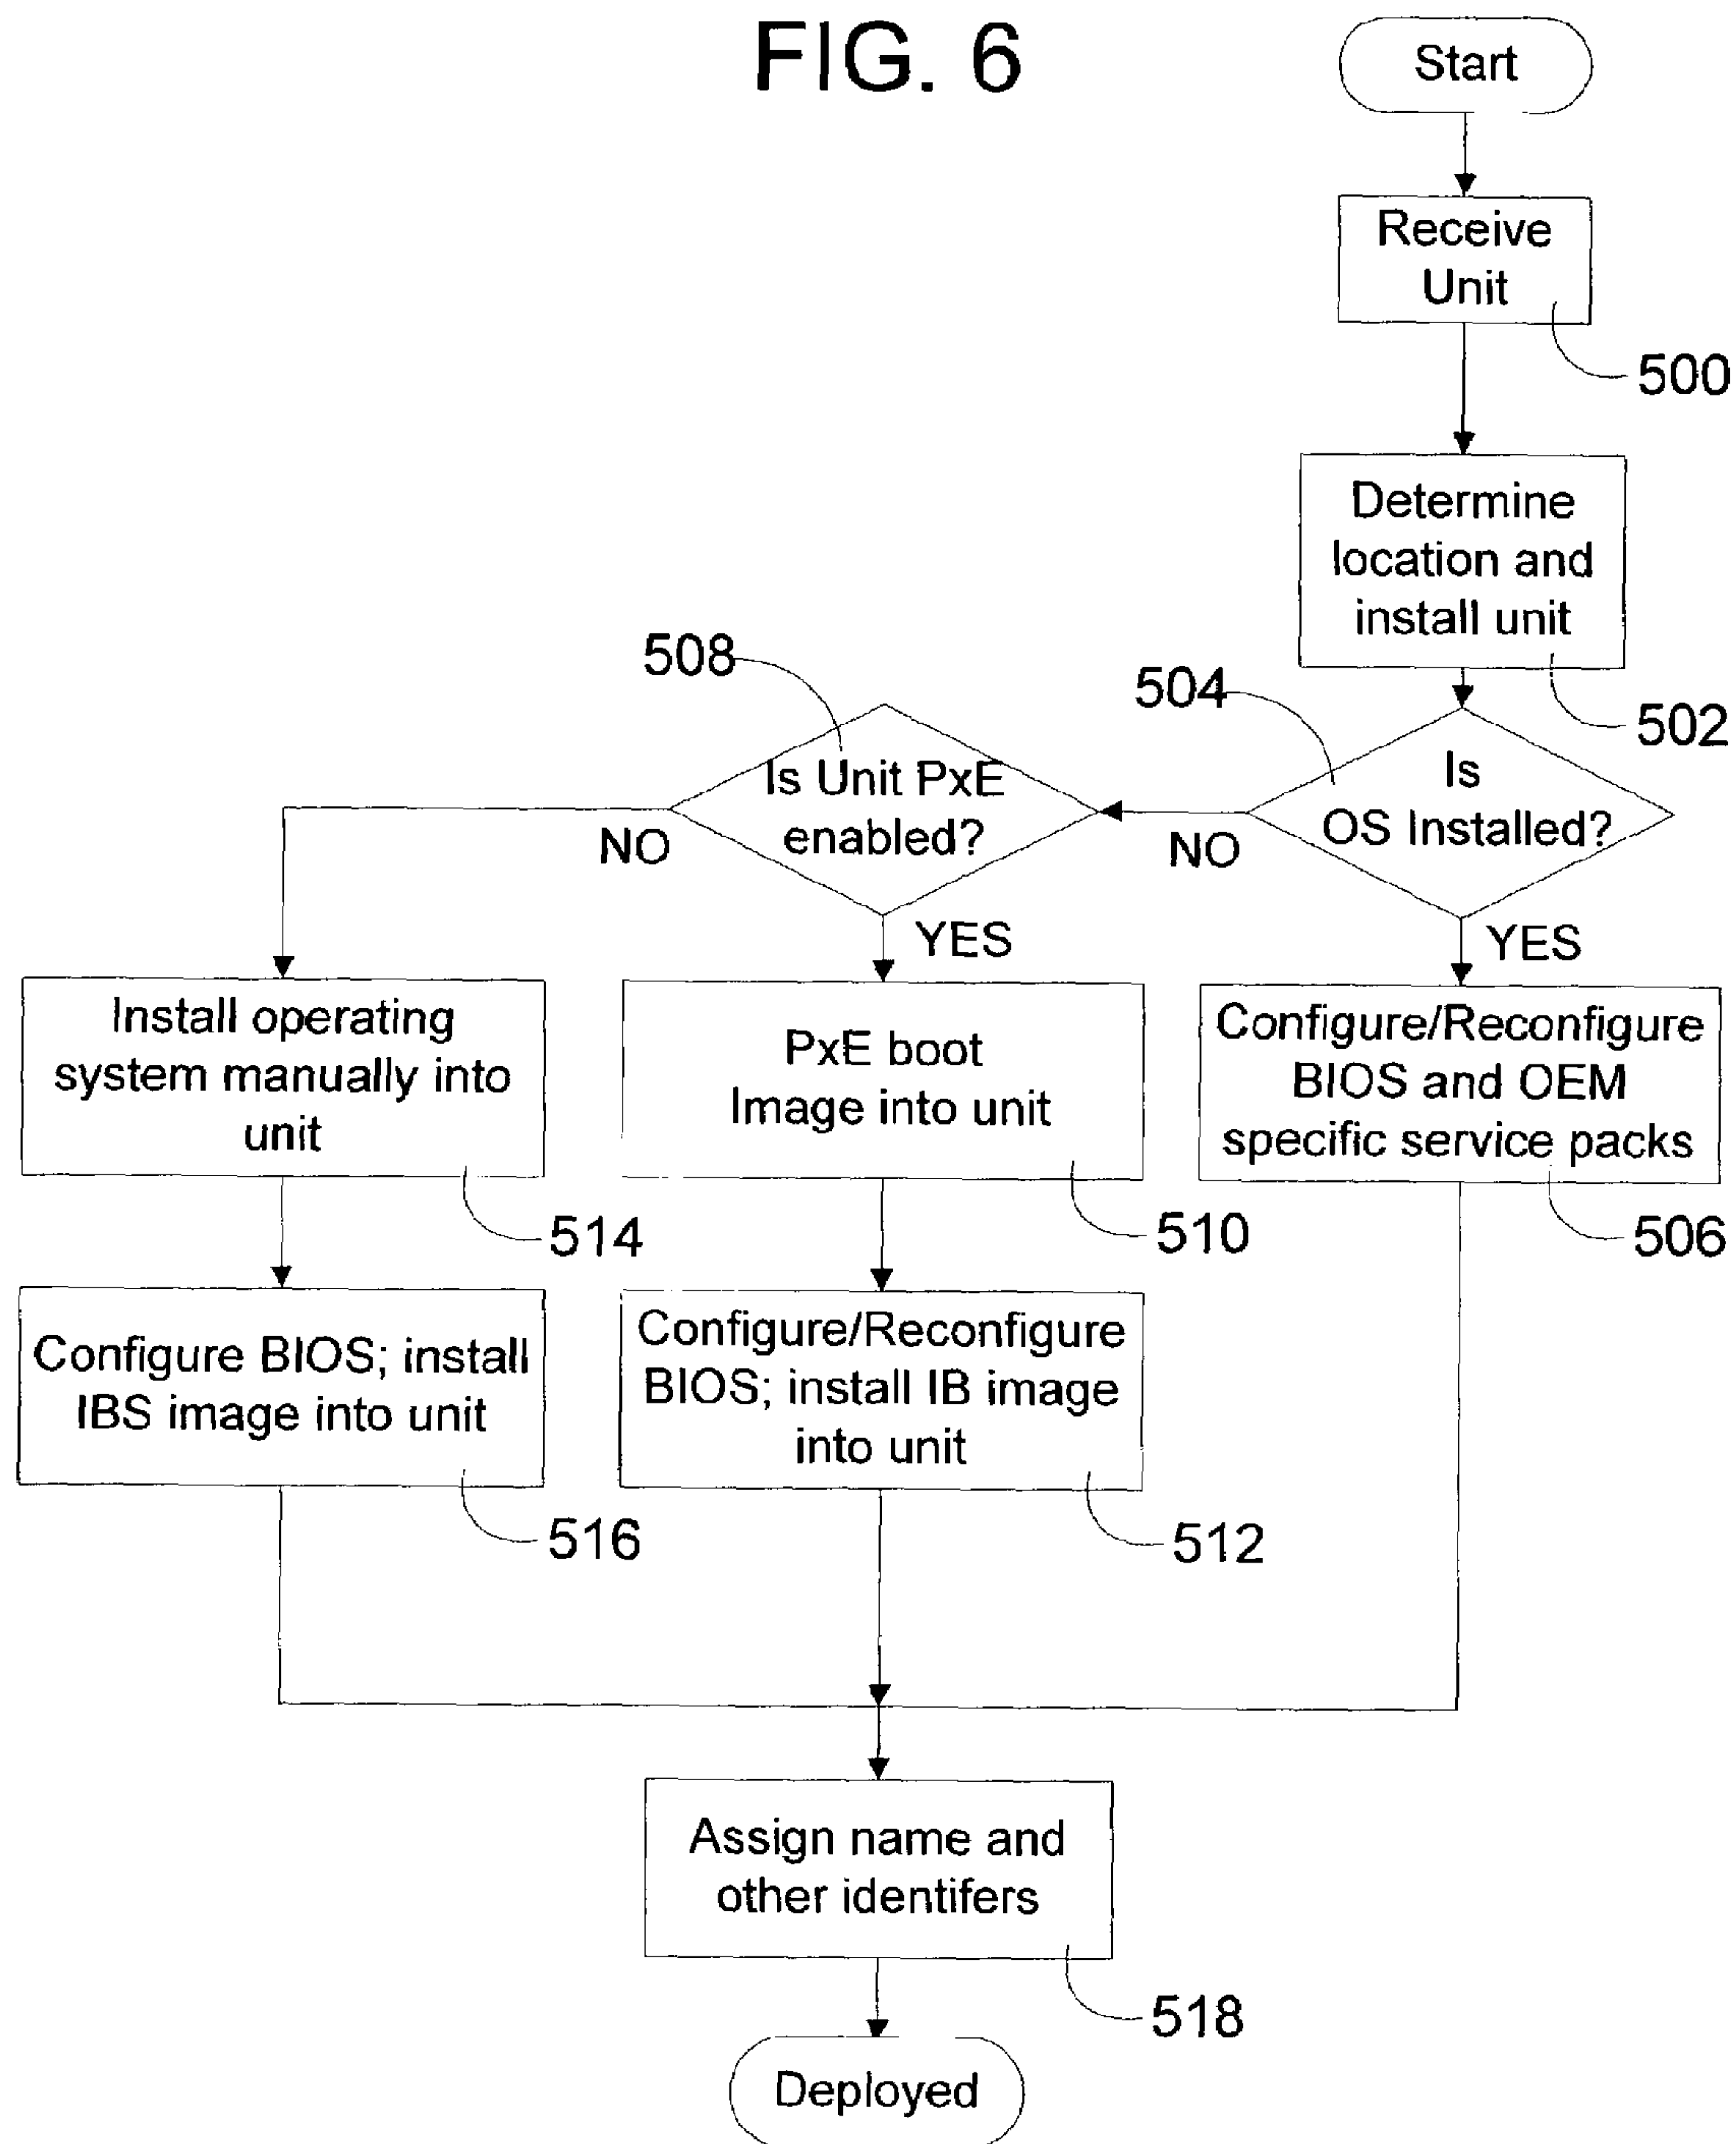 FIG. 6
Start
Receive
Unit
500
Determine
location and
install unit
502
504
Is
OS Installed?
NO
YES
508
Is Unit PxE
enabled?
NO
YES
Install operating
system manually into
unit
514
PxE boot
Image into unit
510
Configure/Reconfigure
BIOS and OEM
specific service packs
506
Configure BIOS; install
IBS image into unit
516
Configure/Reconfigure
BIOS; install IB image
into unit
512
Assign name and
other identifers
518
Deployed